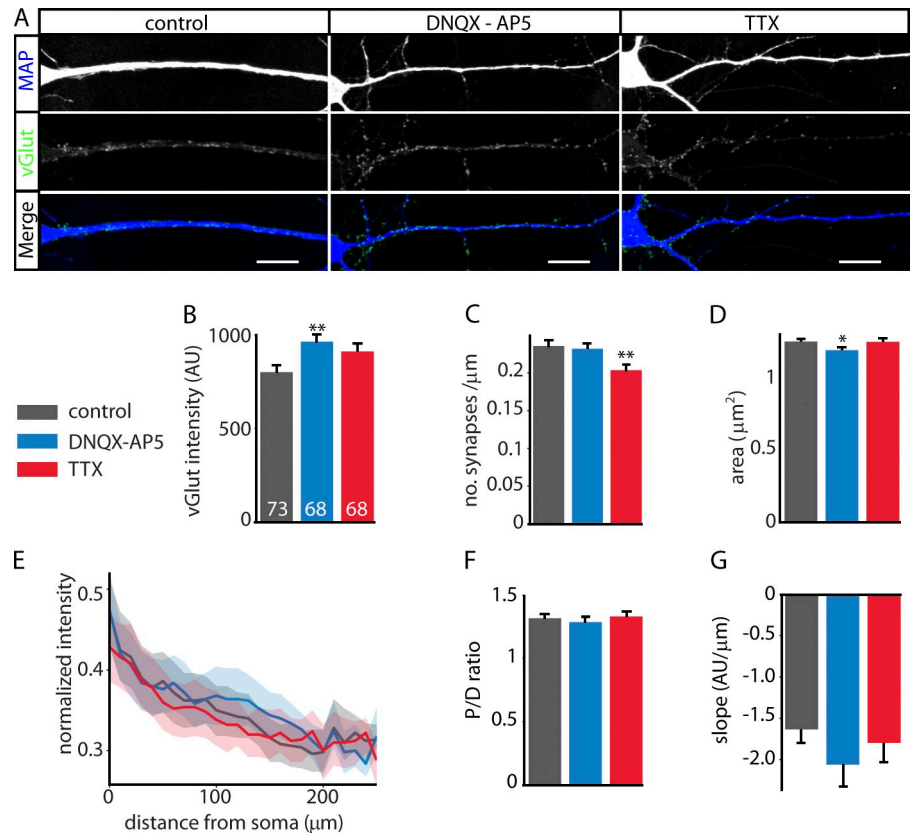 A
control
DNQX - AP5
TTX
MAP
vGlut
Merge
B
vGlut intensity (AU)
1000
500
0
**
73
68
68
C
no. synapses /μm
0.2
0.15
0.1
0.05
0
**
D
area (μm²)
1
0.5
0
*
control
DNQX-AP5
TTX
E
normalized intensity
0.5
0.4
0.3
0
100
200
distance from soma (μm)
F
P/D ratio
1.5
1
0.5
0
G
slope (AU/μm)
0
-0.5
-1
-1.5
-2.0